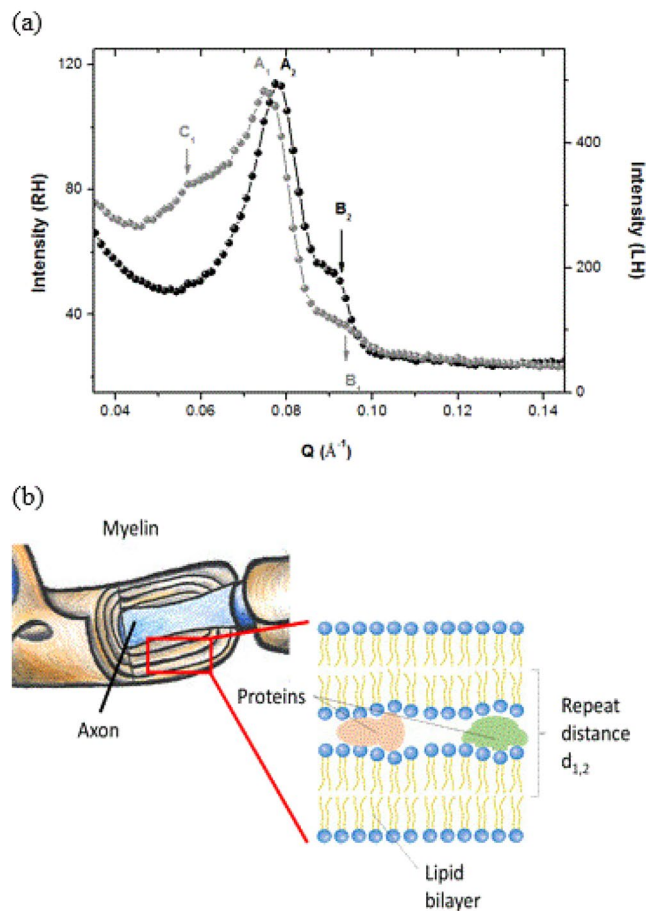 (a)
A₁ A₂
C₁
B₂
B₁
120
80
40
Intensity (RH)
400
200
0
Intensity (LH)
0.04 0.06 0.08 0.10 0.12 0.14
Q (Å⁻¹)
(b)
Myelin
Axon
Proteins
Repeat
distance
d₁,₂
Lipid
bilayer